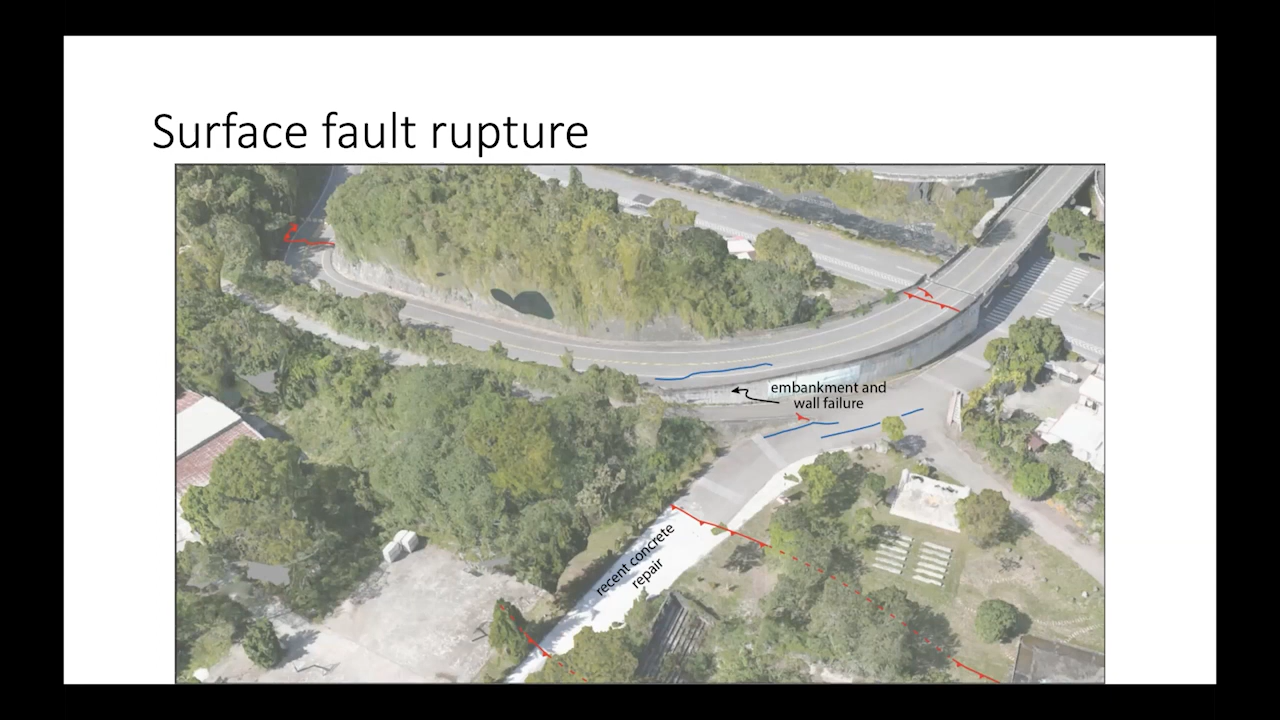 Surface fault rupture
embankment and
wall failure
recent concrete
repair